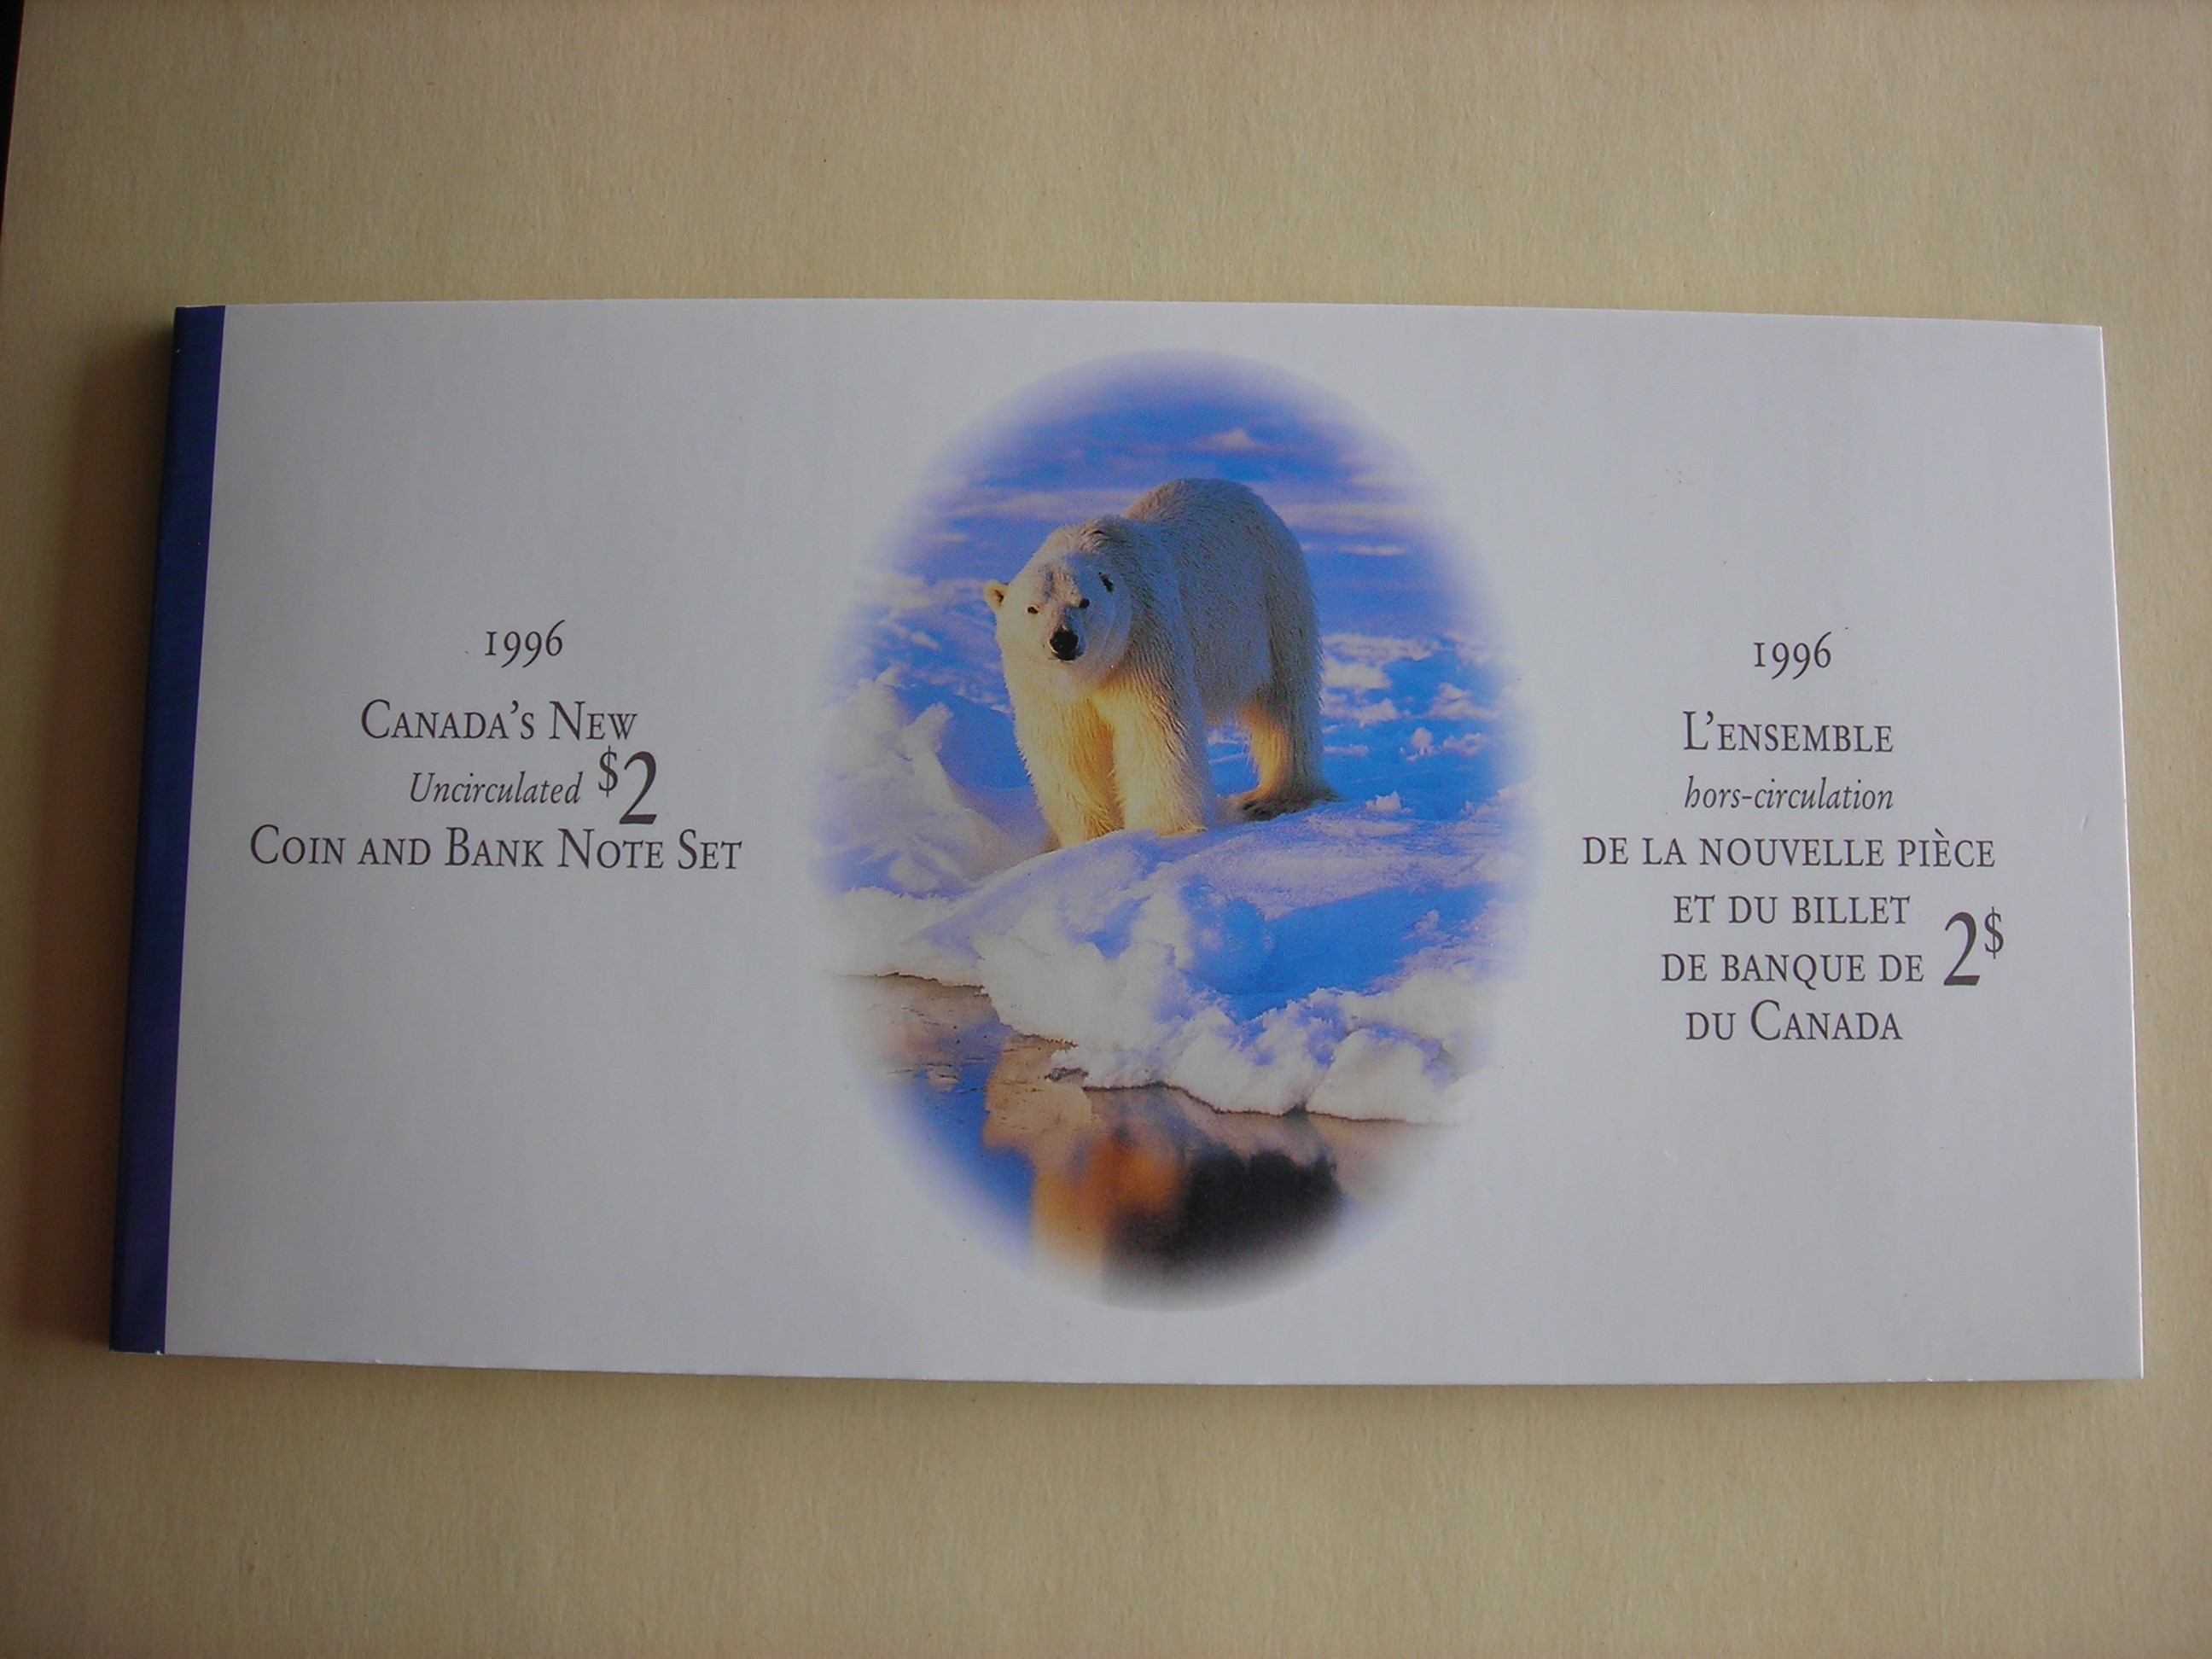 1996
CANADA'S NEW
Uncirculated $2
COIN AND BANK NOTE SET
1996
L'ENSEMBLE
hors-circulation
DE LA NOUVELLE PIÈCE
ET DU BILLET
DE BANQUE DE 2$
DU CANADA